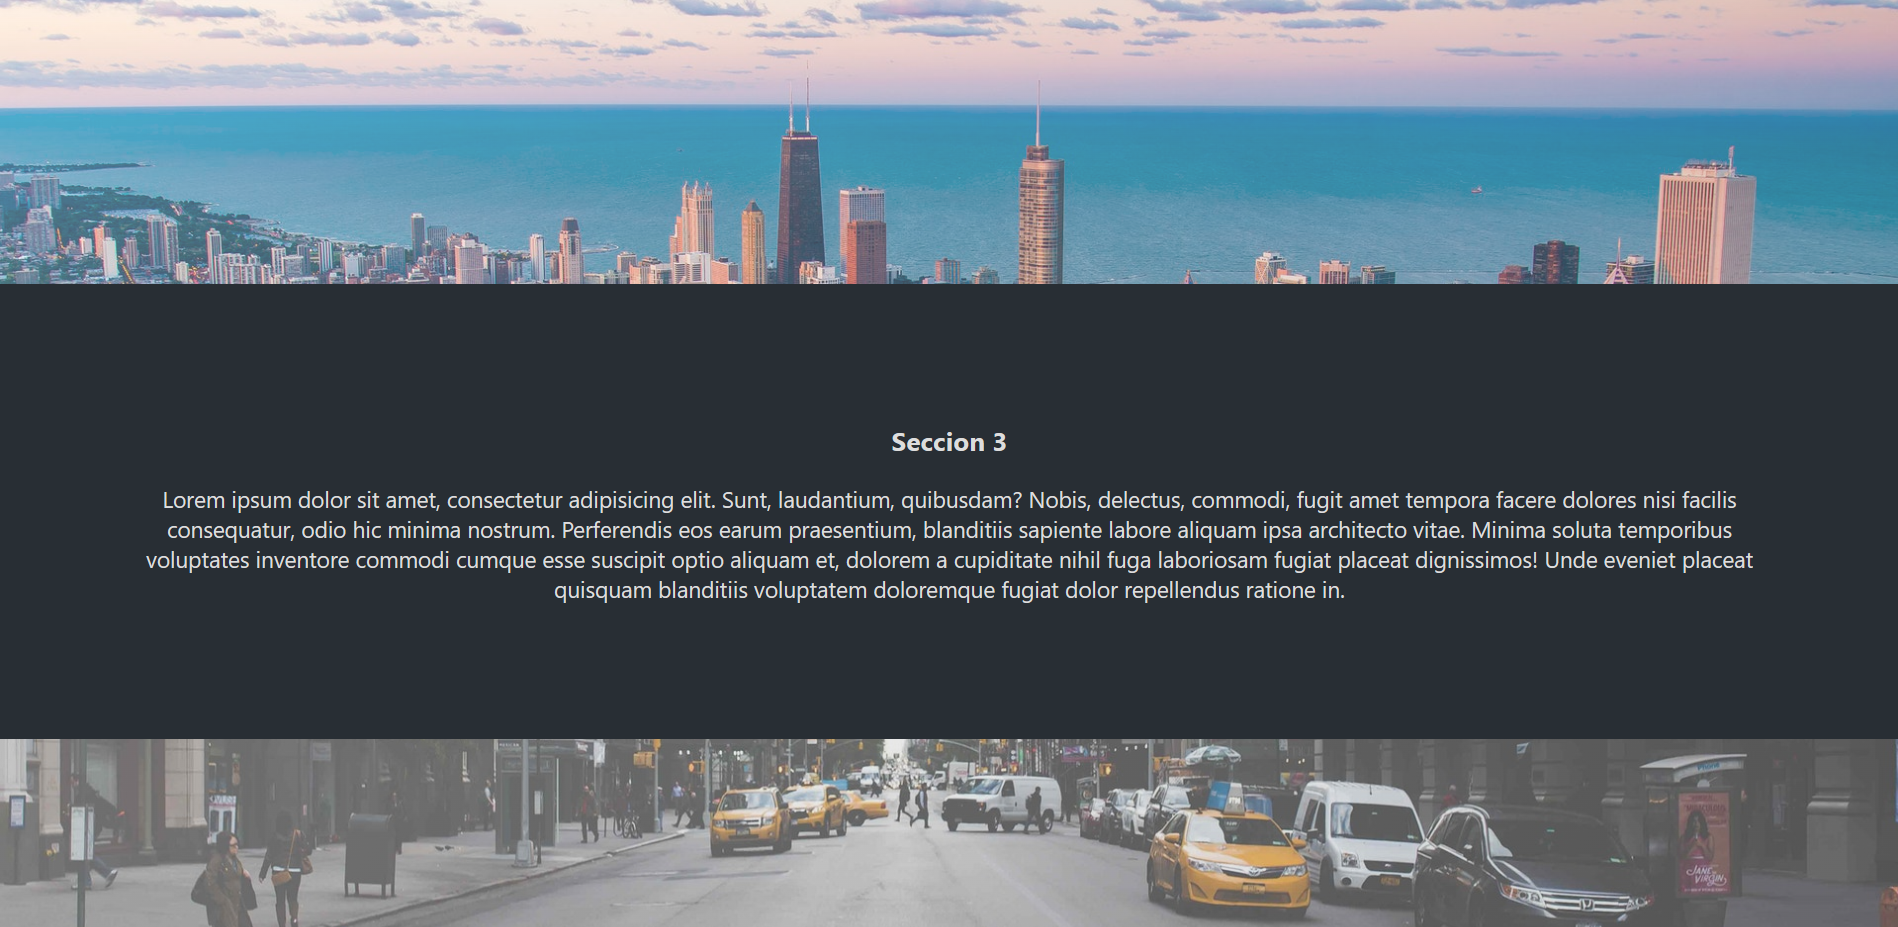 Seccion 3
Lorem ipsum dolor sit amet, consectetur adipisicing elit. Sunt, laudantium, quibusdam? Nobis, delectus, commodi, fugit amet tempora facere dolores nisi facilis
consequatur, odio hic minima nostrum. Perferendis eos earum praesentium, blanditiis sapiente labore aliquam ipsa architecto vitae. Minima soluta temporibus
voluptates inventore commodi cumque esse suscipit optio aliquam et, dolorem a cupiditate nihil fuga laboriosam fugiat placeat dignissimos! Unde eveniet placeat
quisquam blanditiis voluptatem doloremque fugiat dolor repellendus ratione in.
JANE
VIRGIN